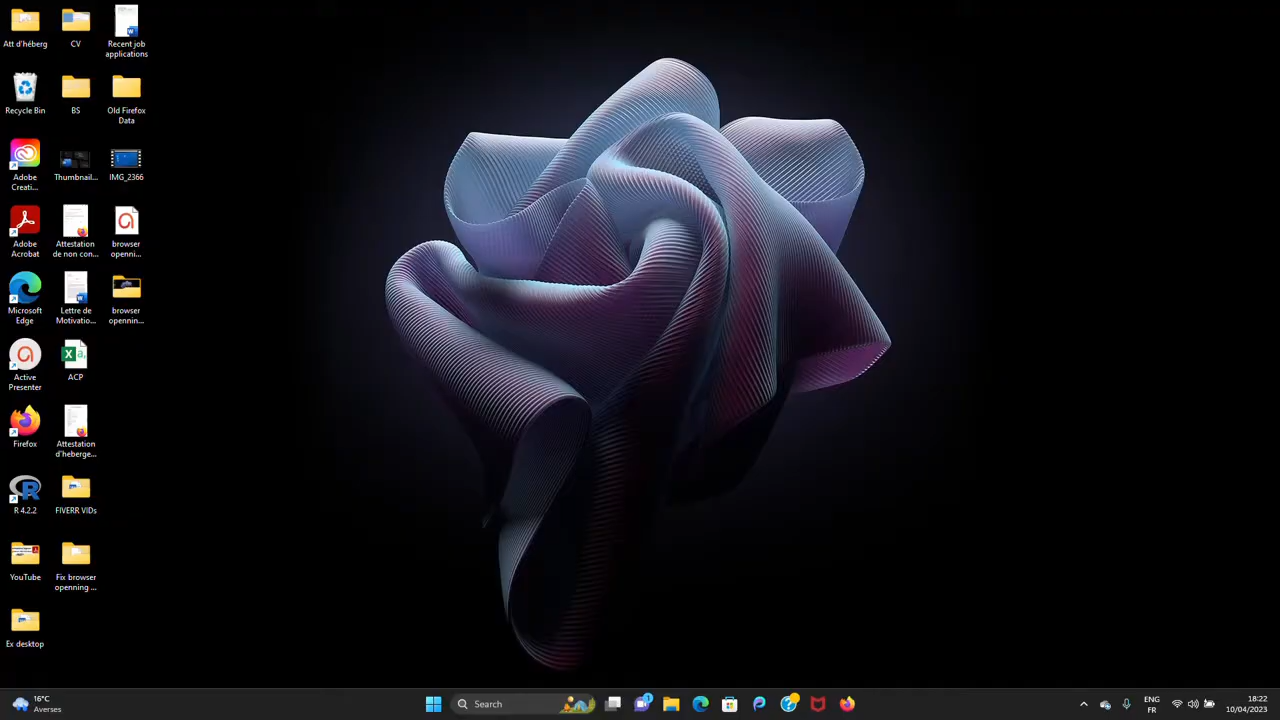 Att d'héberg
CV
Recent job
applications
Recycle Bin
BS
Old Firefox
Data
Adobe
Creati...
Thumbnail...
IMG_2366
Adobe
Acrobat
Attestation
de non con...
browser
opennin...
Microsoft
Edge
Lettre de
Motivatio...
browser
opennin...
Active
Presenter
ACP
Firefox
Attestation
d'heberge...
R 4.2.2
FIVERR VIDs
YouTube
Fix browser
openning ...
Ex desktop
16°C
Averses
Search
1
ENG
FR
18:22
10/04/2023